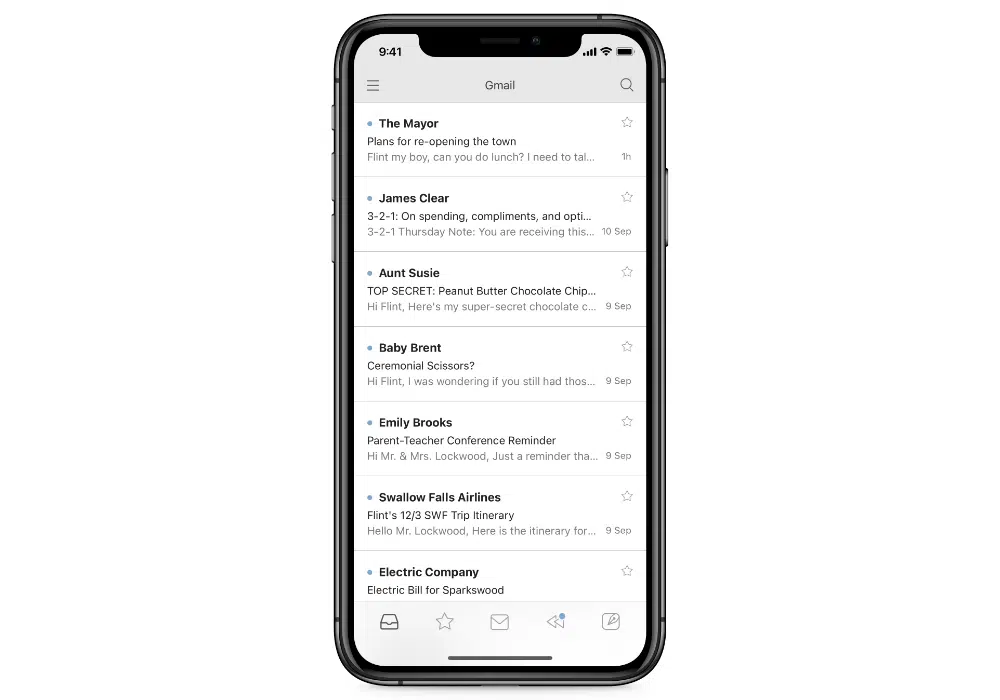 9:41
Gmail
The Mayor
Plans for re-opening the town
Flint my boy, can you do lunch? I need to tal... 1h
James Clear
3-2-1: On spending, compliments, and opti...
3-2-1 Thursday Note: You are receiving this... 10 Sep
Aunt Susie
TOP SECRET: Peanut Butter Chocolate Chip...
Hi Flint, Here's my super-secret chocolate c... 9 Sep
Baby Brent
Ceremonial Scissors?
Hi Flint, I was wondering if you still had thos... 9 Sep
Emily Brooks
Parent-Teacher Conference Reminder
Hi Mr. & Mrs. Lockwood, Just a reminder tha... 9 Sep
Swallow Falls Airlines
Flint's 12/3 SWF Trip Itinerary
Hello Mr. Lockwood, Here is the itinerary for... 9 Sep
Electric Company
Electric Bill for Sparkswood